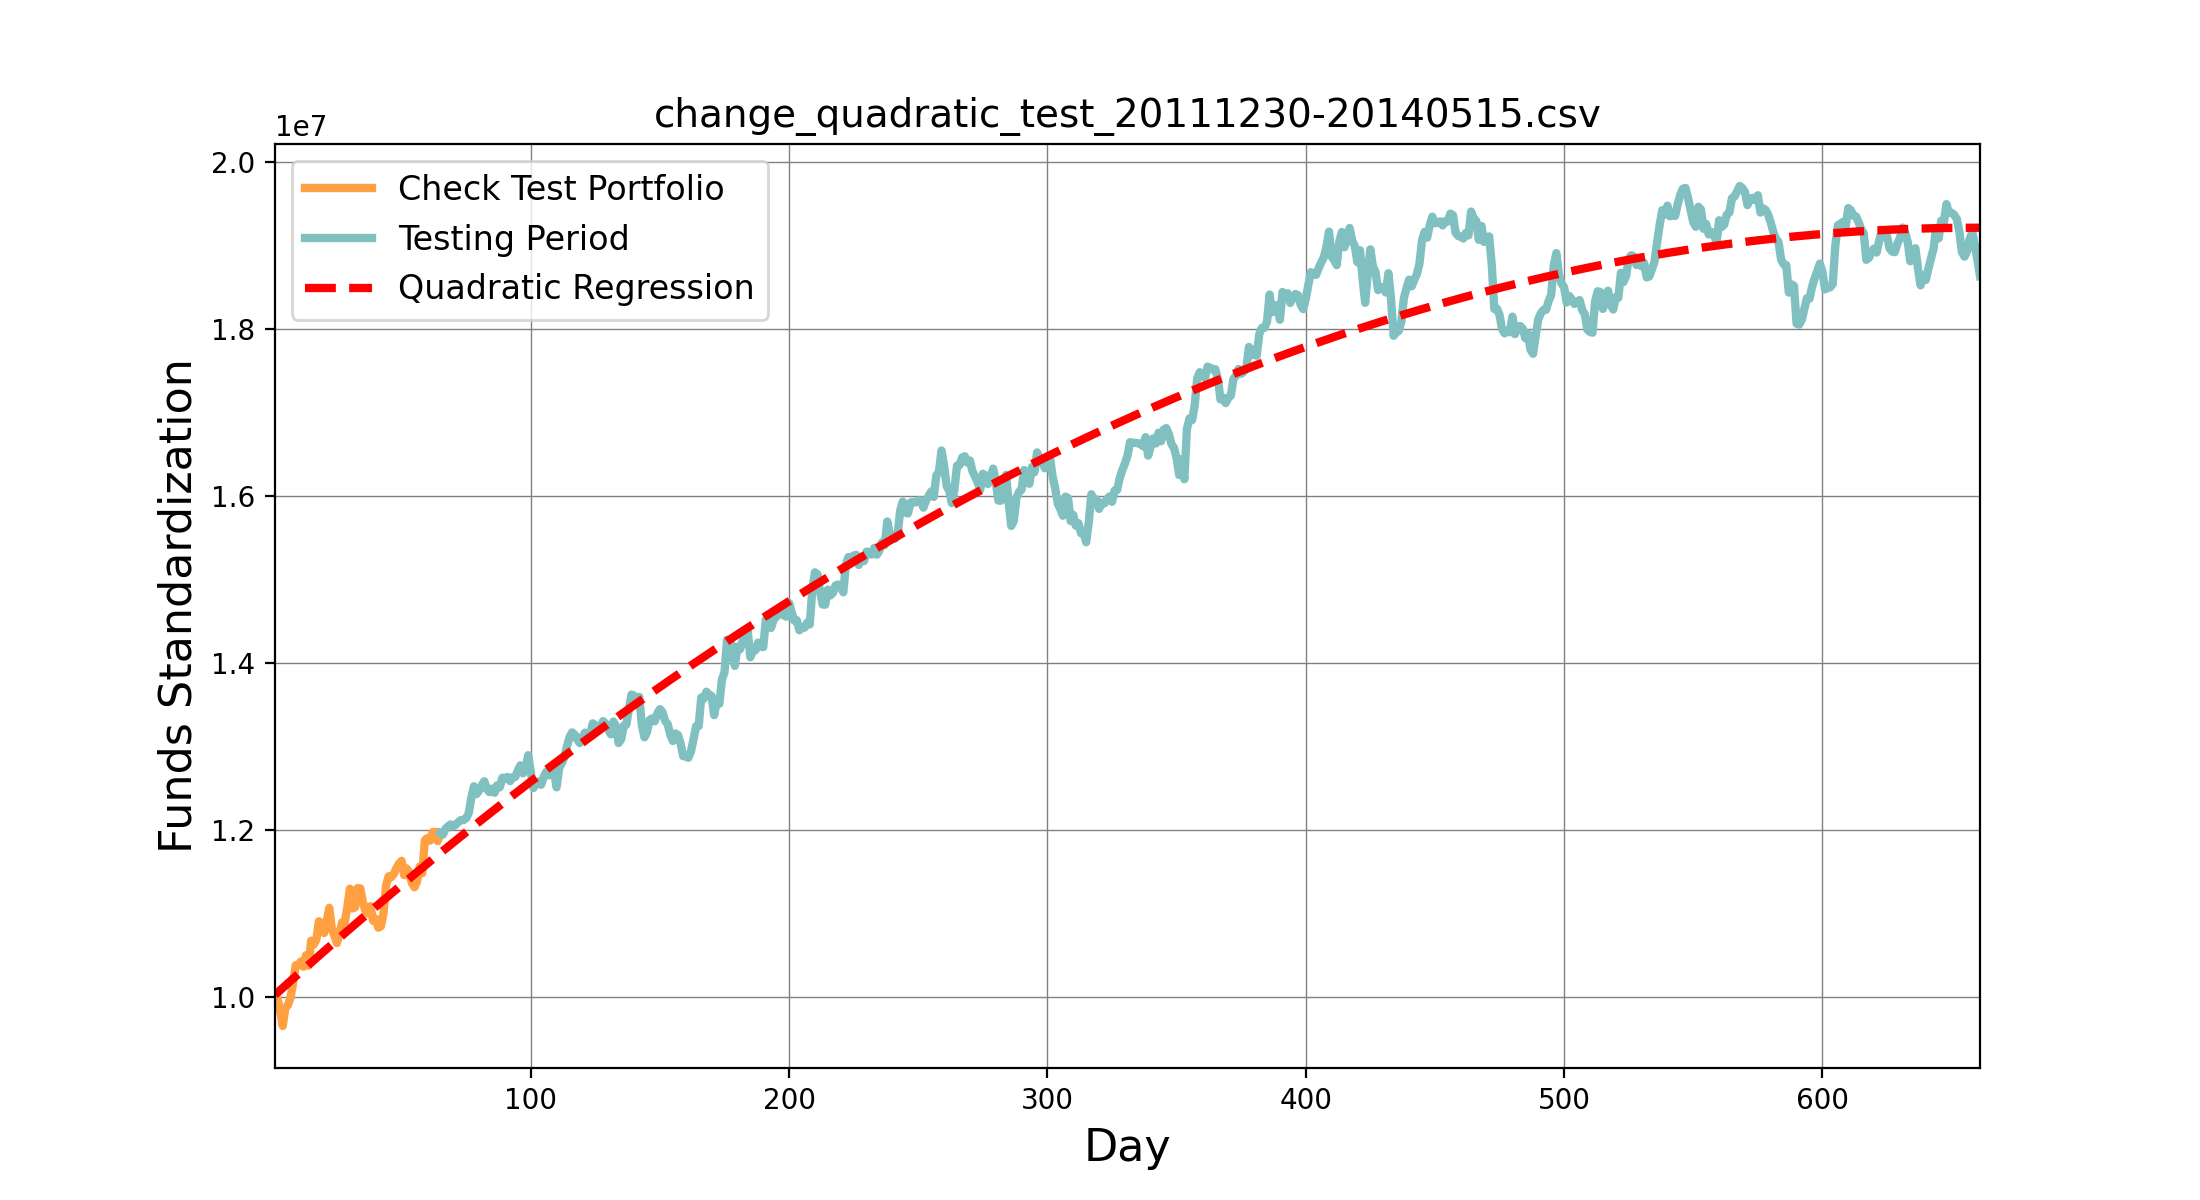 change_quadratic_test_20111230-20140515.csv
1e7
2.0
1.8
1.6
1.4
1.2
1.0
Funds Standardization
Check Test Portfolio
Testing Period
Quadratic Regression
100 200 300 400 500 600
Day